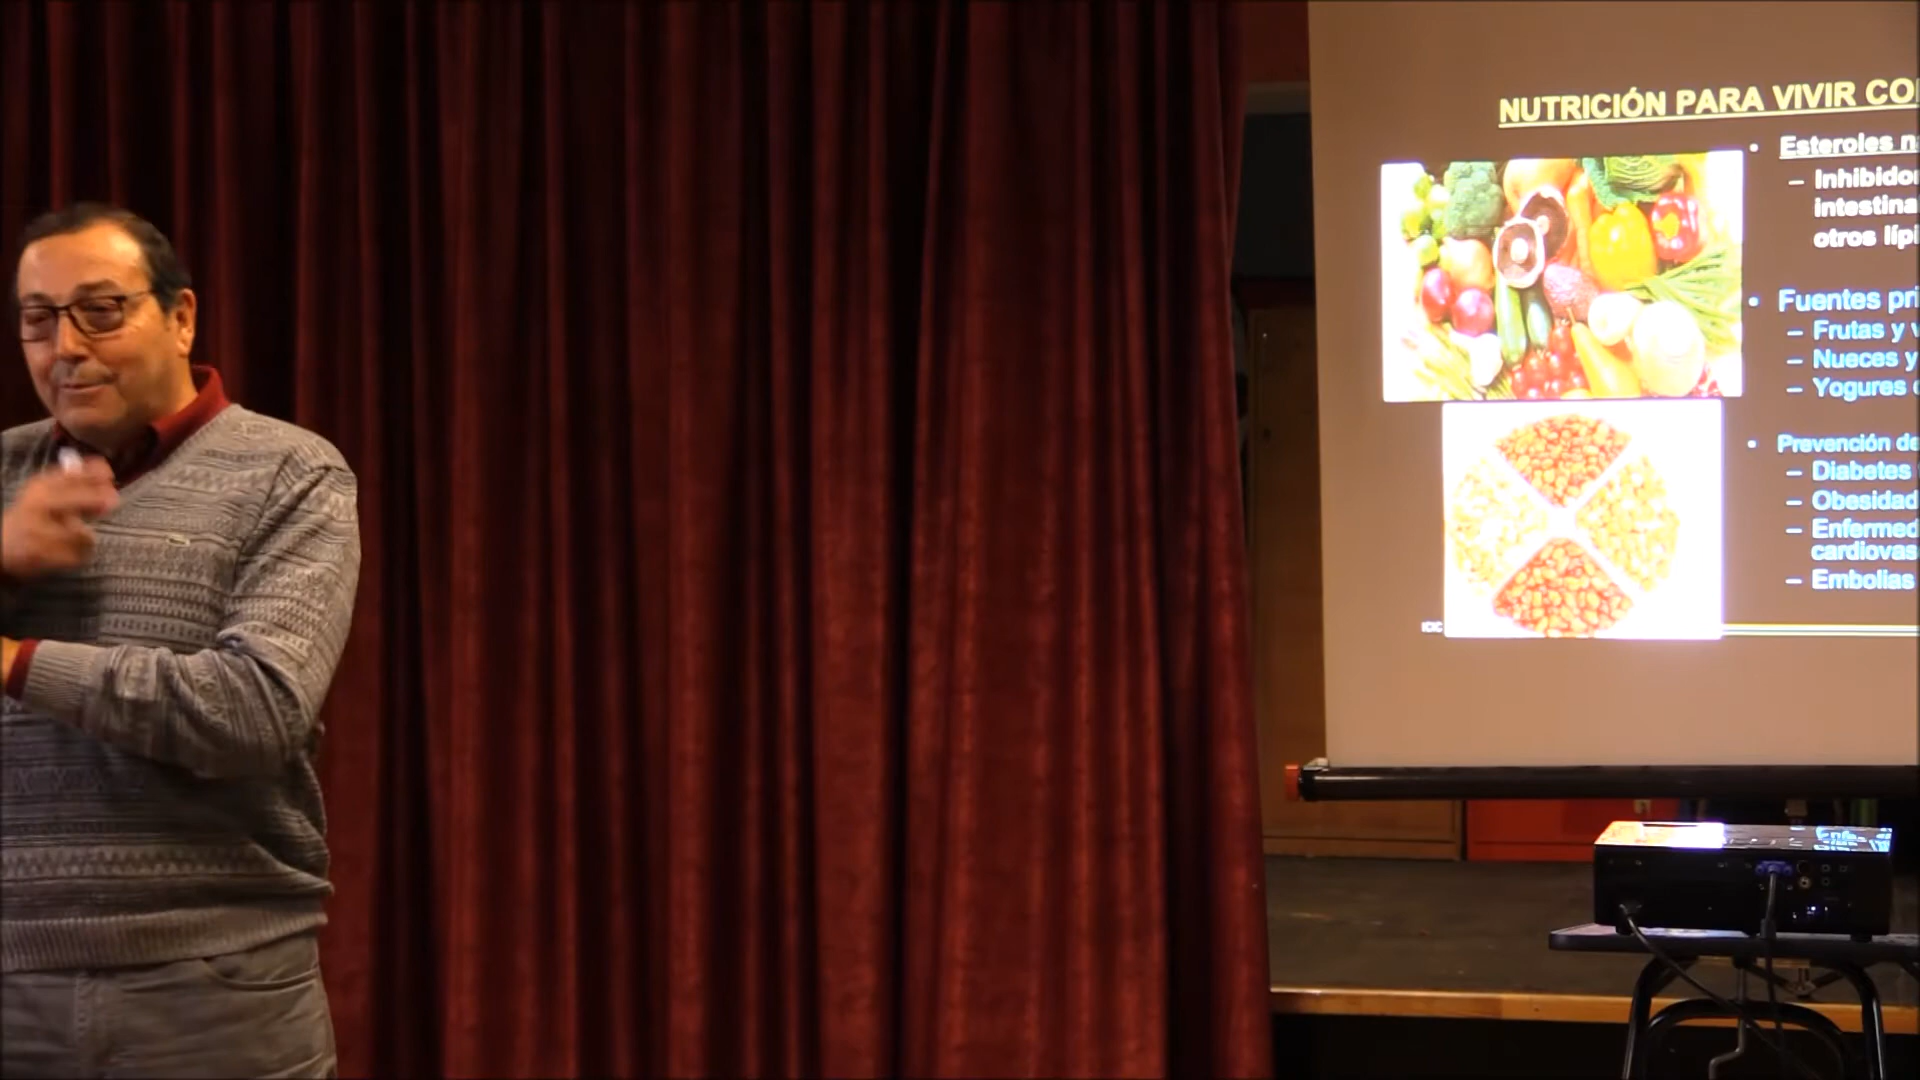 NUTRICIÓN PARA VIVIR CO
• Esteroles n
– Inhibido
intestina
otros lípi
• Fuentes pri
– Frutas y v
– Nueces y
– Yogures
• Prevención de
– Diabetes
– Obesidad
– Enfermed
cardiovas
– Embolias
ICIC